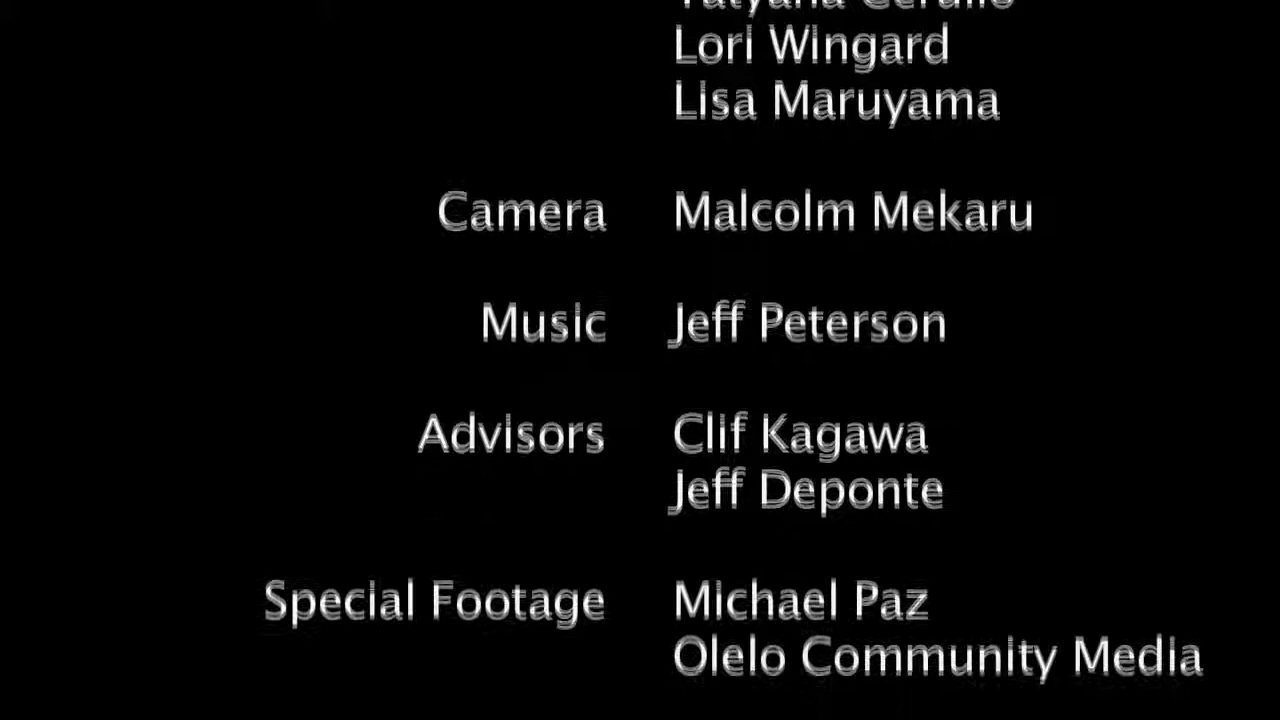 Lori Wingard
Lisa Maruyama
Camera Malcolm Mekaru
Music Jeff Peterson
Advisors Clif Kagawa
Jeff Deponte
Special Footage Michael Paz
Olelo Community Media